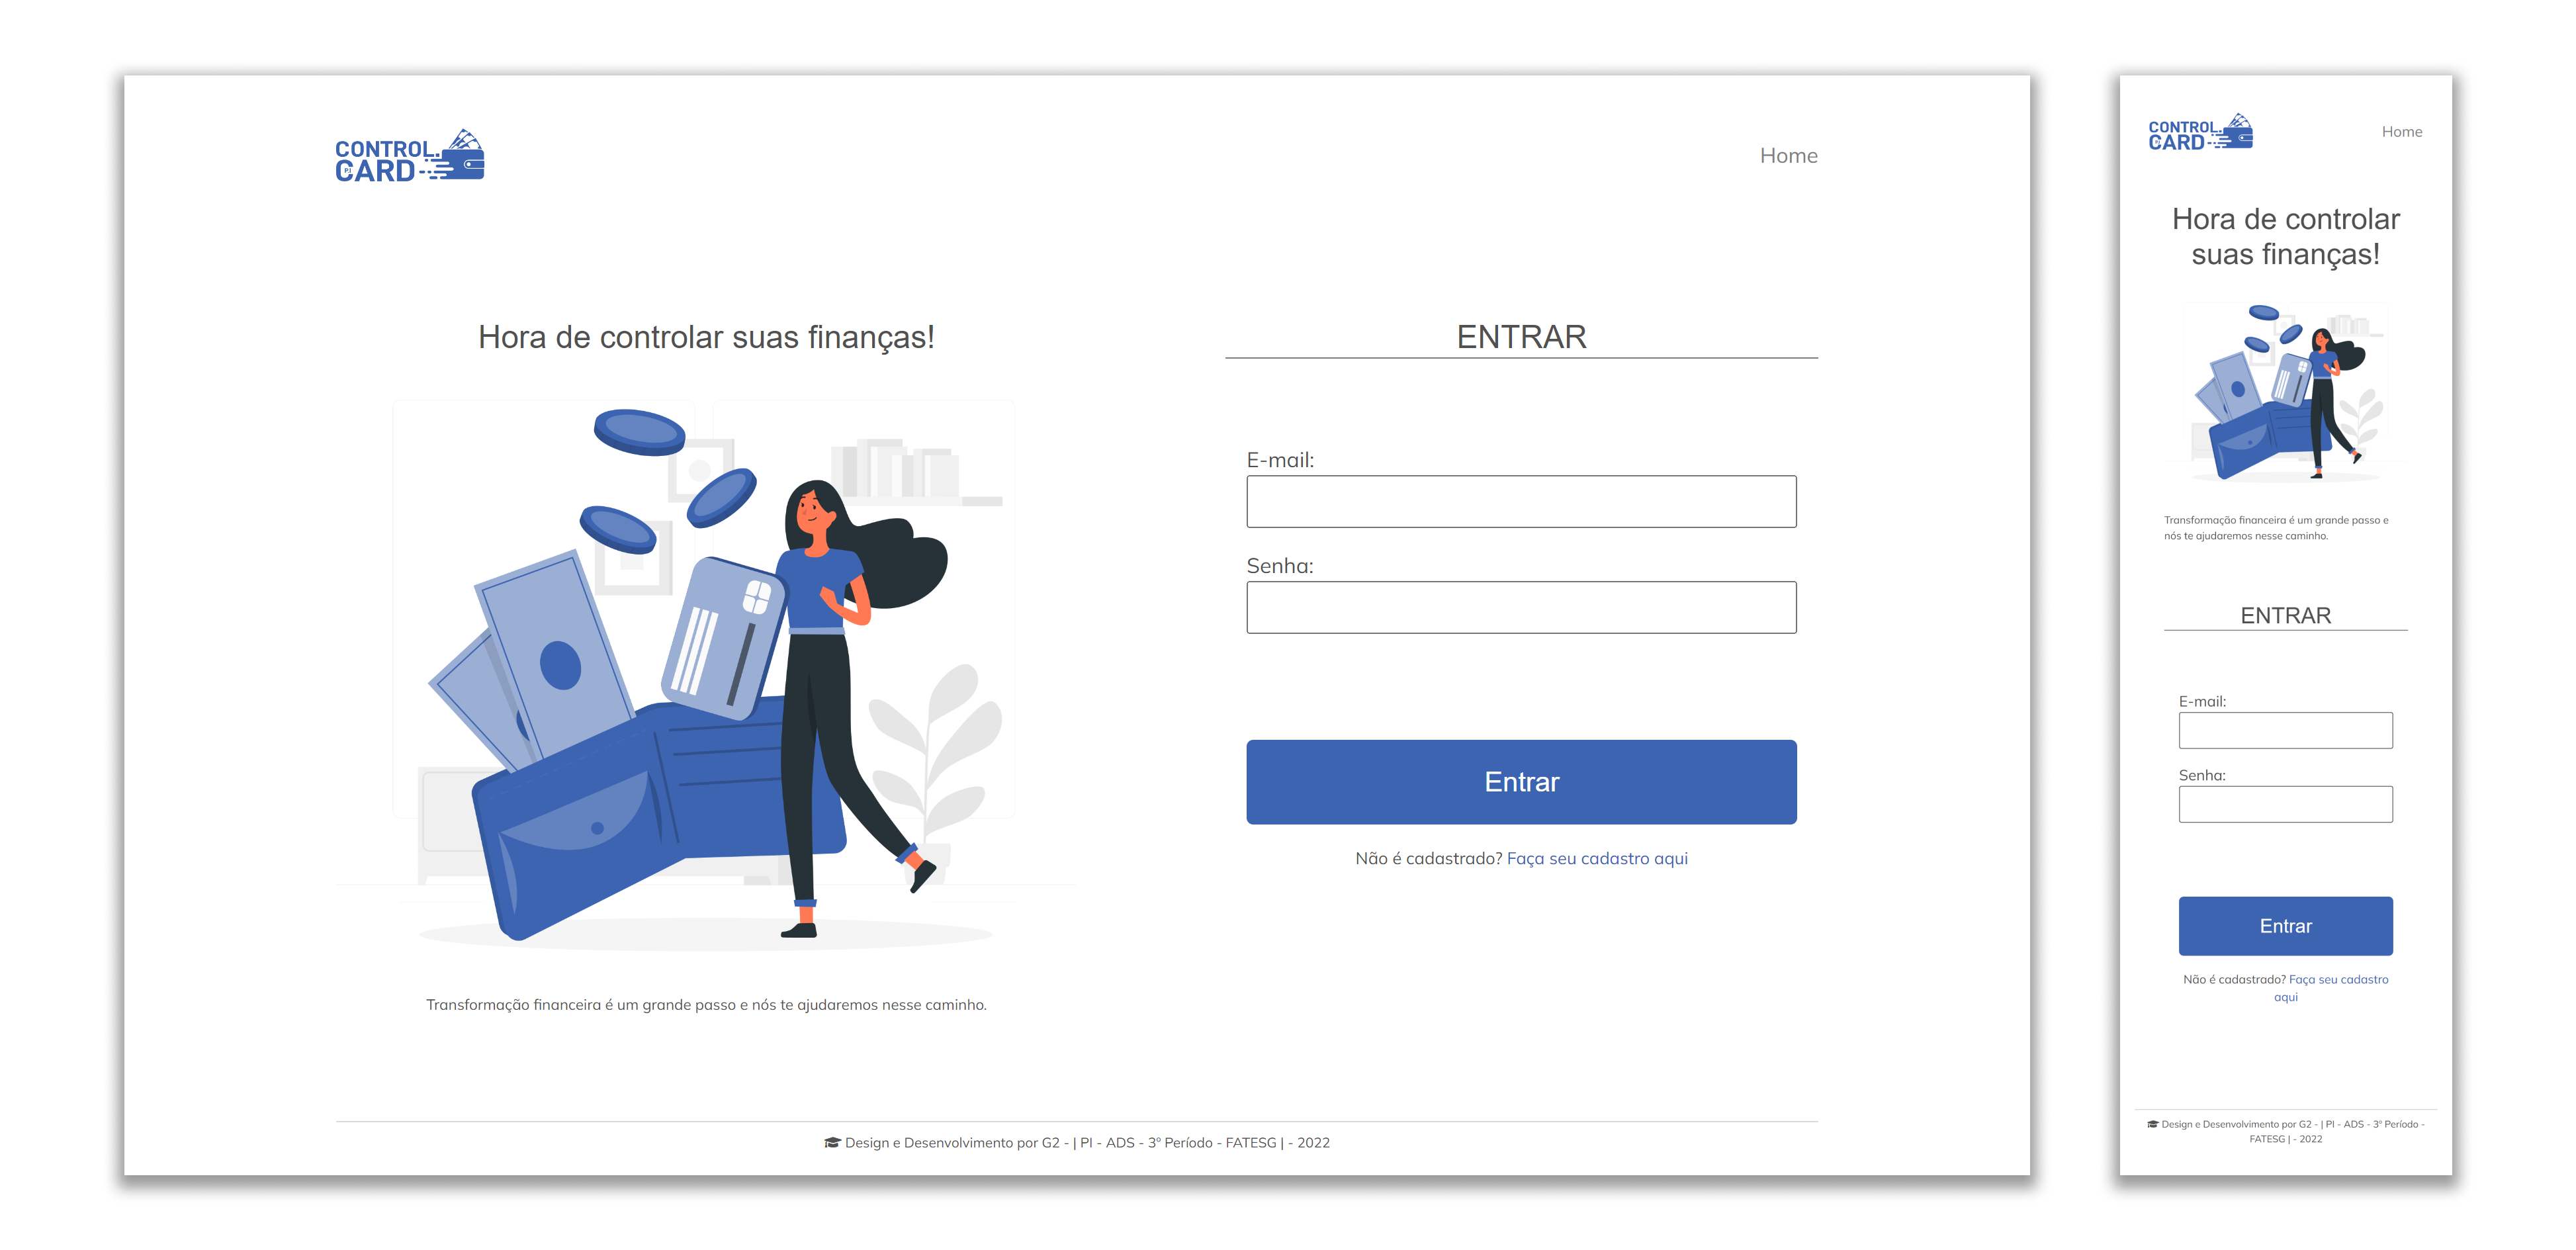 CONTROL.
CARD
PJ
Home
Hora de controlar suas finanças!
ENTRAR
E-mail:
Senha:
Entrar
Não é cadastrado? Faça seu cadastro aqui
Transformação financeira é um grande passo e nós te ajudaremos nesse caminho.
Design e Desenvolvimento por G2 - | PI - ADS - 3º Período - FATESG | - 2022
CONTROL.
CARD
Home
Hora de controlar
suas finanças!
Transformação financeira é um grande passo e
nós te ajudaremos nesse caminho.
ENTRAR
E-mail:
Senha:
Entrar
Não é cadastrado? Faça seu cadastro
aqui
Design e Desenvolvimento por G2 - | PI - ADS - 3º Período -
FATESG | - 2022